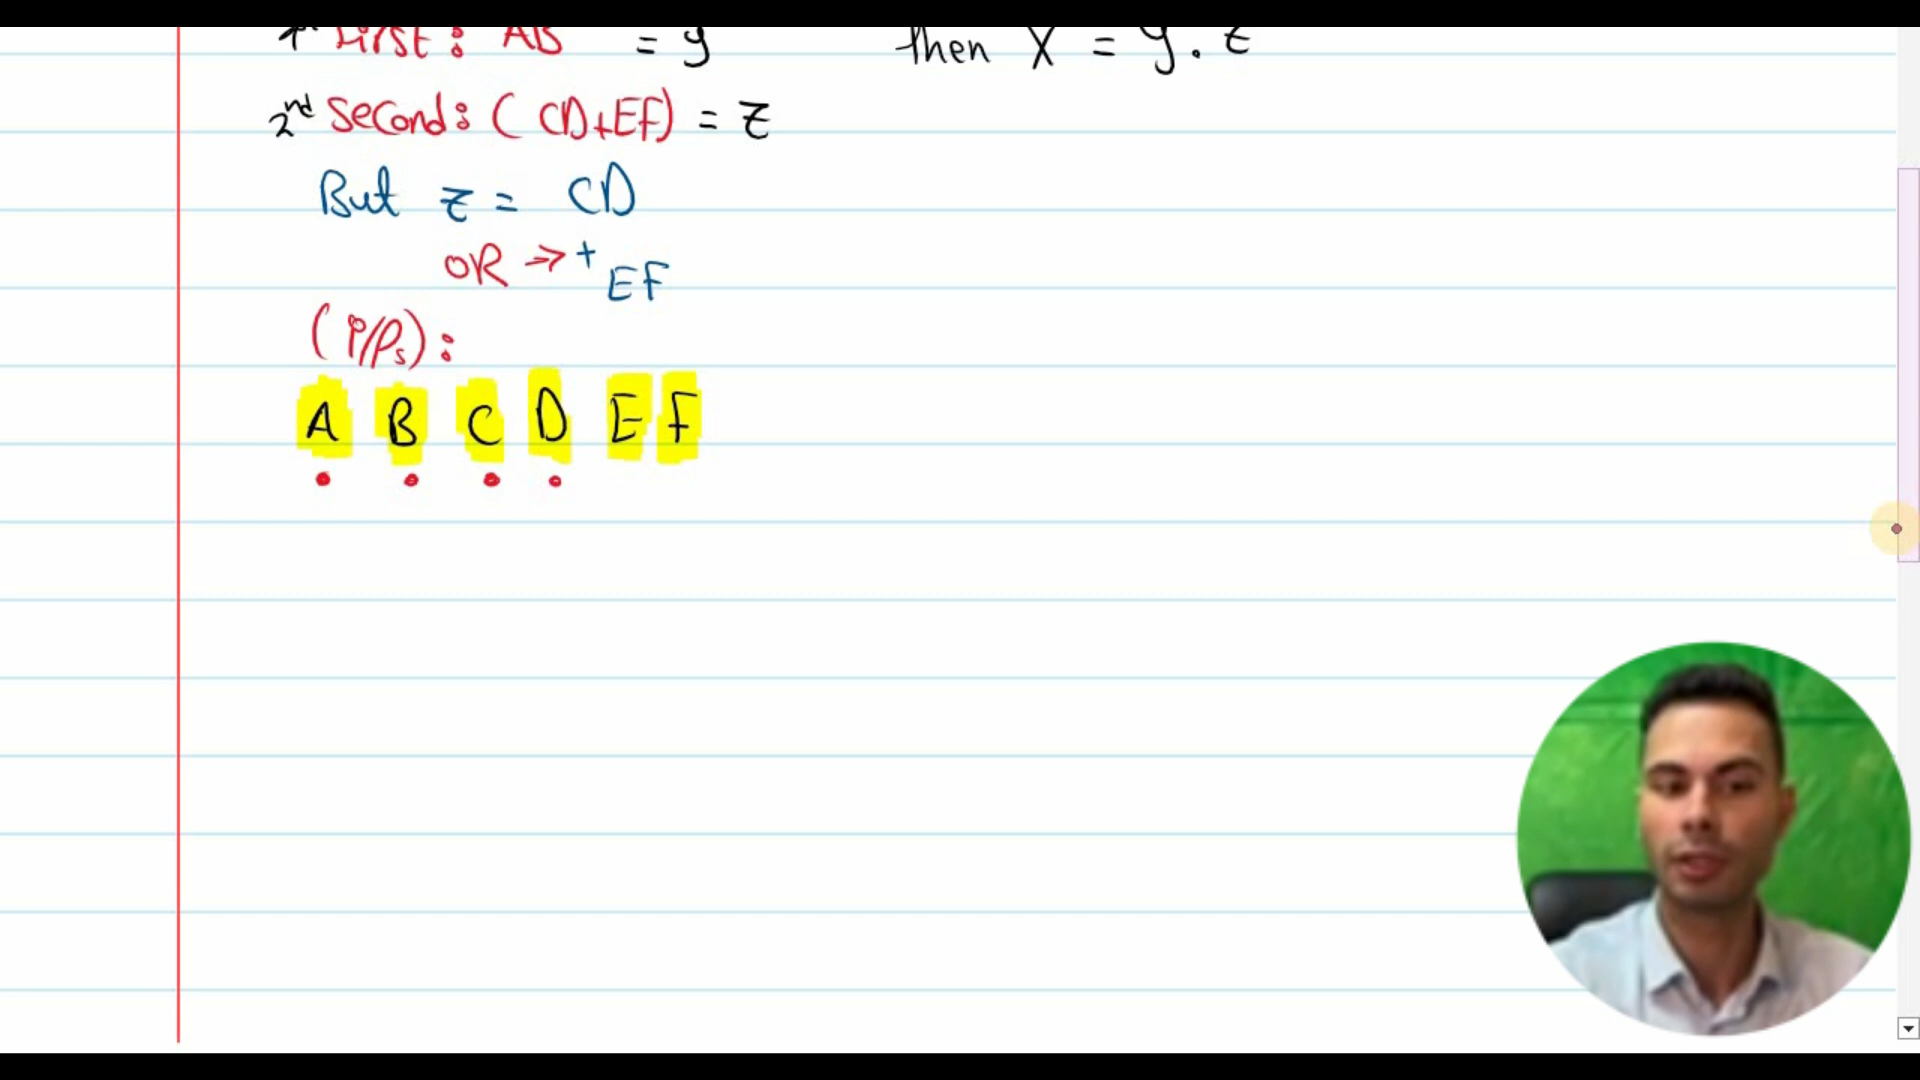 First: AB = y then X = y . z
2nd Second: (CD+EF) = z
But z = CD
OR → + EF
(i/Ps):
A B C D E F